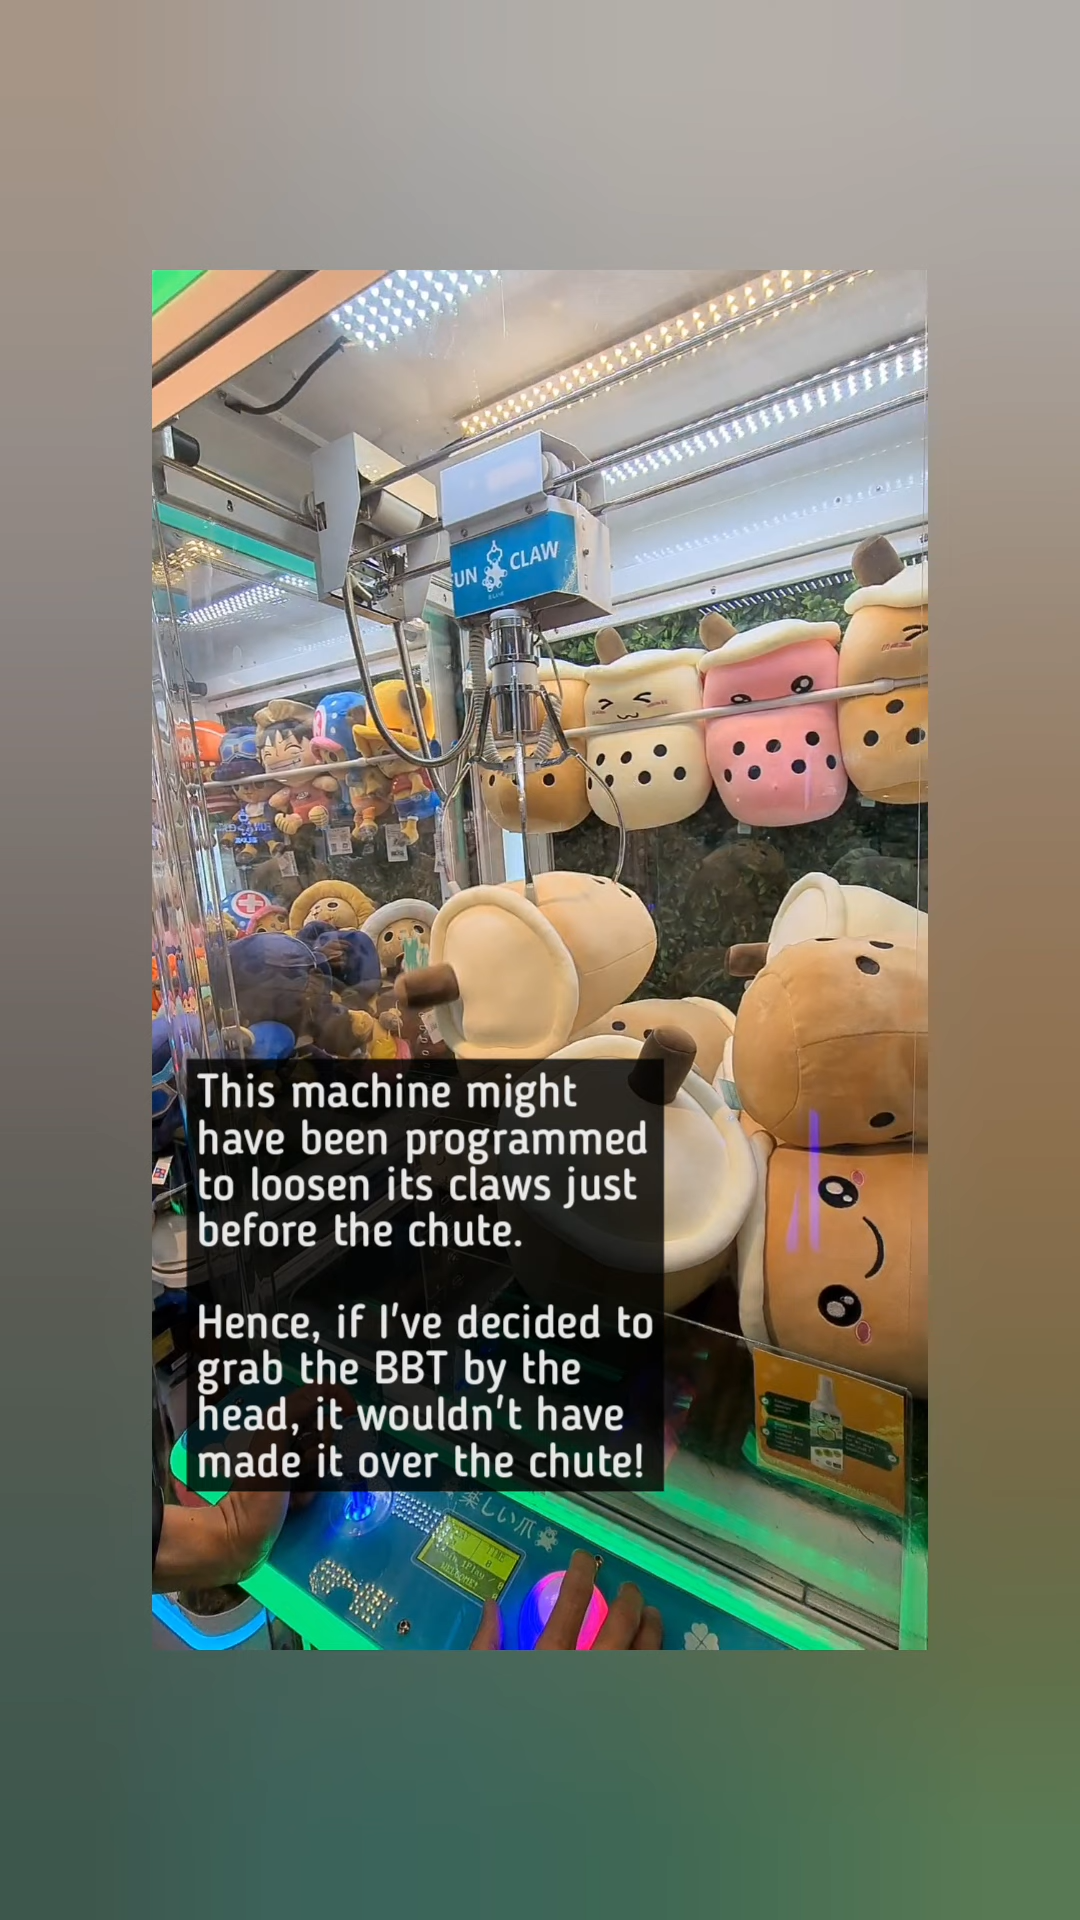 FUN CLAW
This machine might
have been programmed
to loosen its claws just
before the chute.
Hence, if I've decided to
grab the BBT by the
head, it wouldn't have
made it over the chute!
楽しい爪